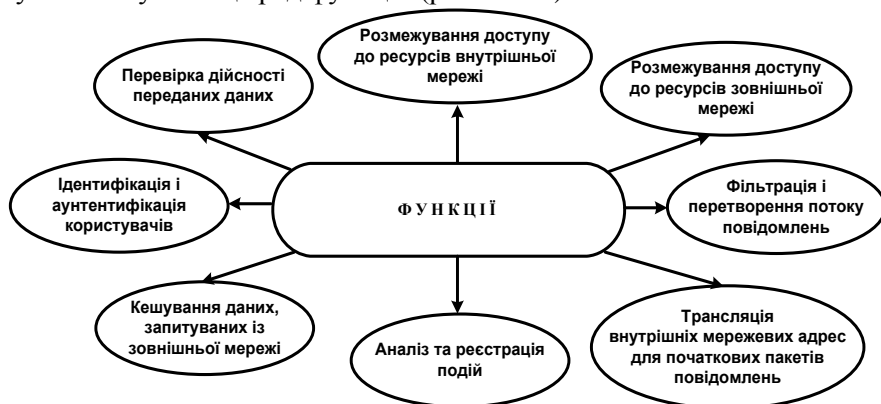 Розмежування доступу
до ресурсів внутрішньої
мережі
Перевірка дійсності
переданих даних
Розмежування доступу
до ресурсів зовнішньої
мережі
Ідентифікація і
аунтентифікація
користувачів
ФУНКЦІЇ
Фільтрація і
перетворення потоку
повідомлень
Кешування даних,
запитуваних із
зовнішньої мережі
Аналіз та реєстрація
подій
Трансляція
внутрішніх мережевих адрес
для початкових пакетів
повідомлень